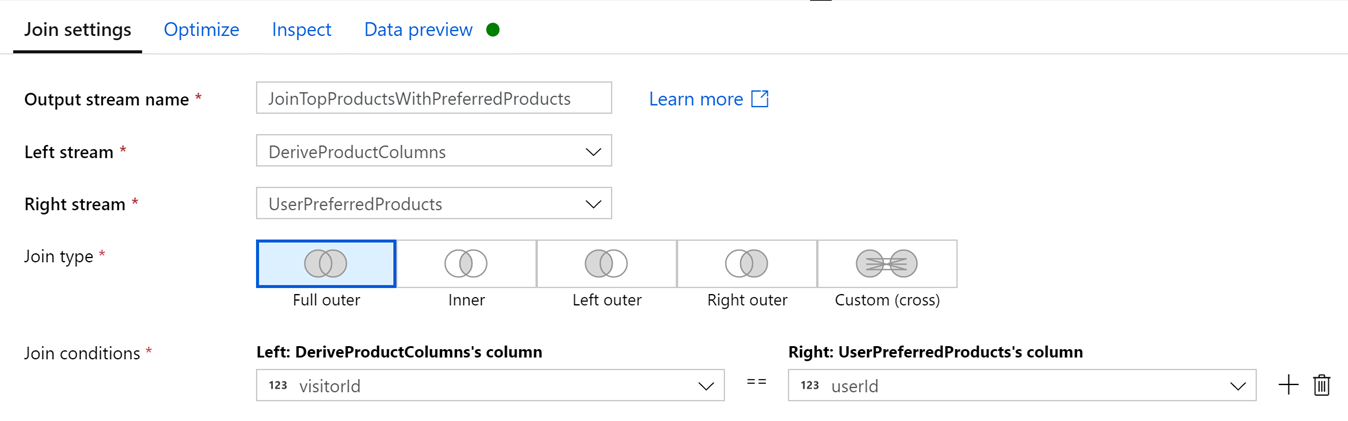 Join settings Optimize Inspect Data preview
Output stream name * JoinTopProductsWithPreferredProducts Learn more
Left stream * DeriveProductColumns
Right stream * UserPreferredProducts
Join type *
Full outer Inner Left outer Right outer Custom (cross)
Join conditions * Left: DeriveProductColumns's column Right: UserPreferredProducts's column
123 visitorId == 123 userId